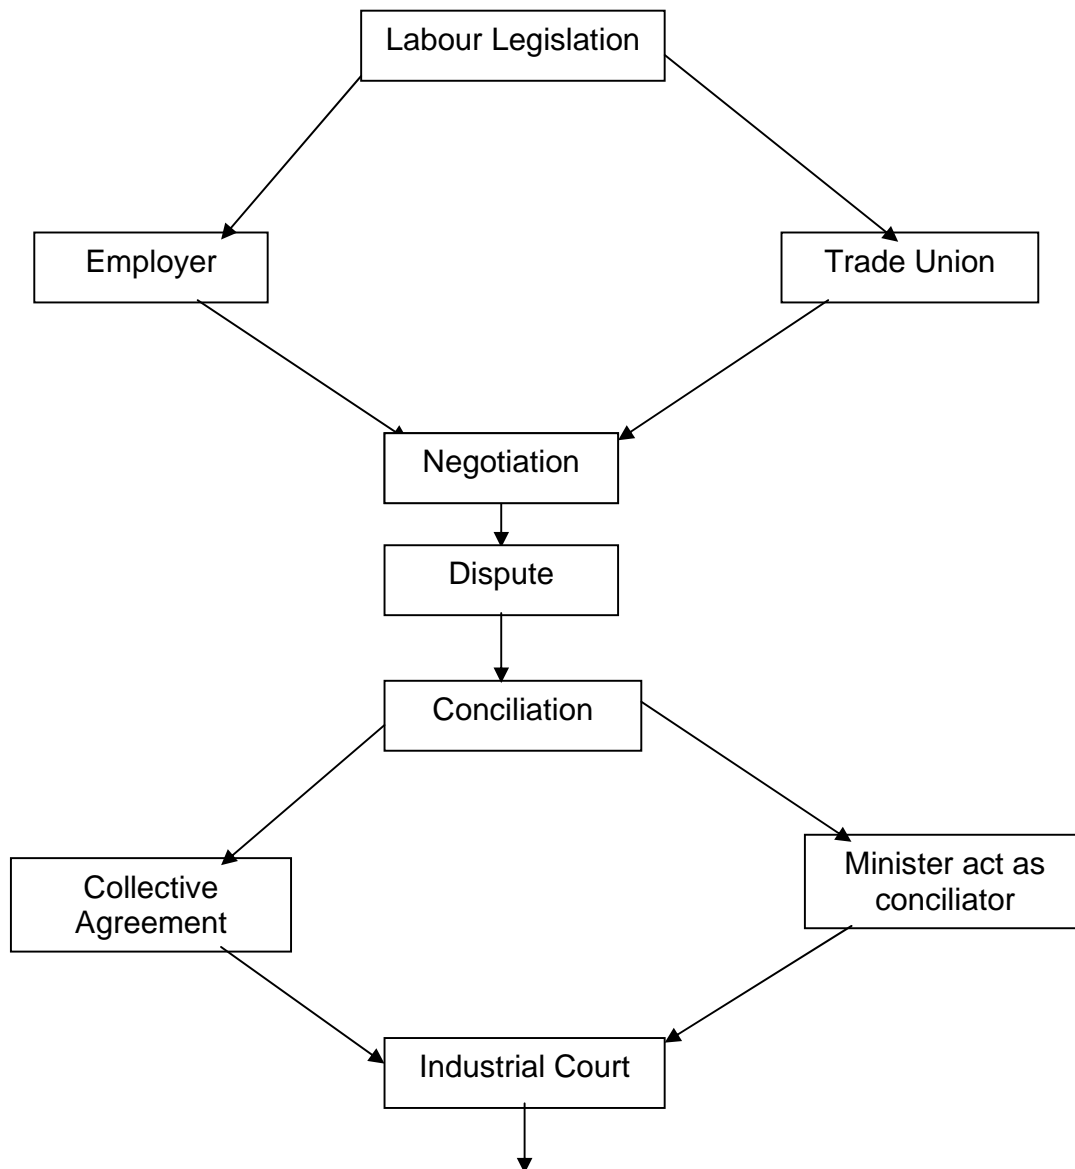 Labour Legislation
Employer
Trade Union
Negotiation
Dispute
Conciliation
Collective
Agreement
Minister act as
conciliator
Industrial Court